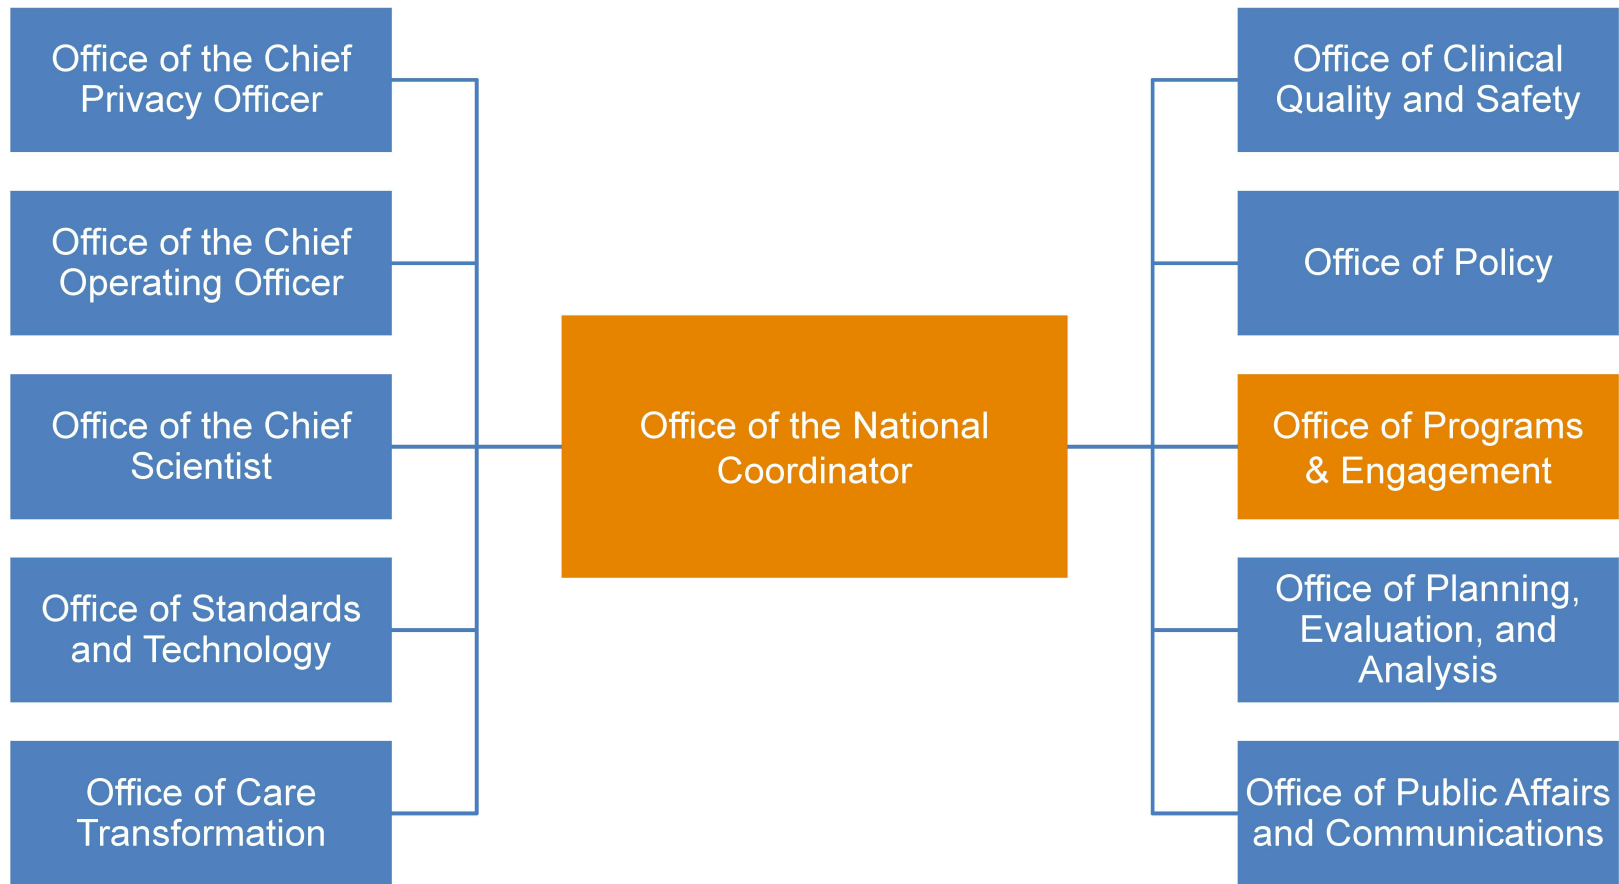 Office of the Chief
Privacy Officer
Office of the Chief
Operating Officer
Office of the Chief
Scientist
Office of Standards
and Technology
Office of Care
Transformation
Office of the National
Coordinator
Office of Clinical
Quality and Safety
Office of Policy
Office of Programs
& Engagement
Office of Planning,
Evaluation, and
Analysis
Office of Public Affairs
and Communications